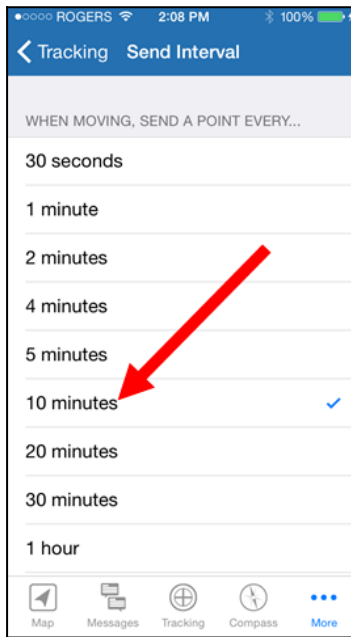 ROGERS 2:08 PM 100%
Tracking Send Interval
WHEN MOVING, SEND A POINT EVERY...
30 seconds
1 minute
2 minutes
4 minutes
5 minutes
10 minutes
20 minutes
30 minutes
1 hour
Map Messages Tracking Compass More